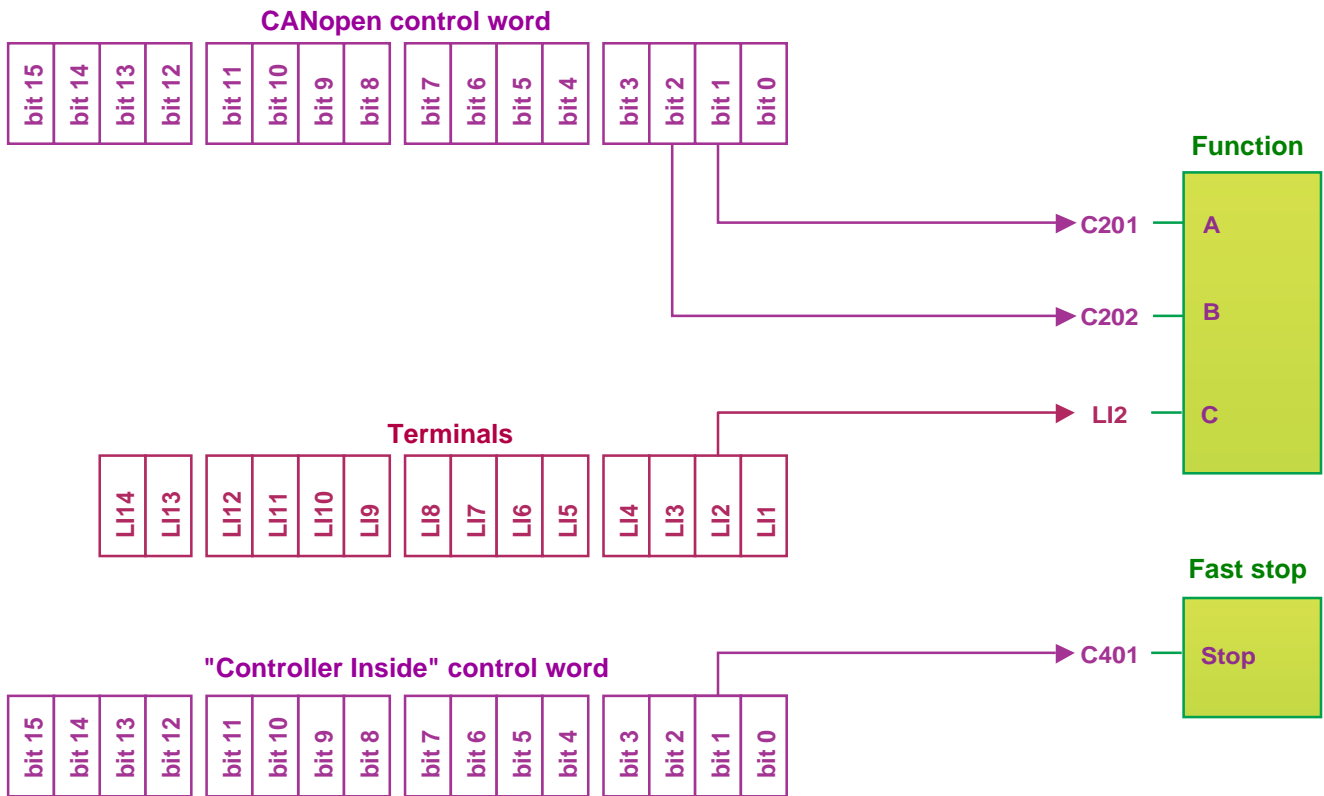 CANopen control word
bit 15 bit 14 bit 13 bit 12 bit 11 bit 10 bit 9 bit 8 bit 7 bit 6 bit 5 bit 4 bit 3 bit 2 bit 1 bit 0
Function
C201 A
C202 B
LI2 C
Terminals
LI14 LI13 LI12 LI11 LI10 LI9 LI8 LI7 LI6 LI5 LI4 LI3 LI2 LI1
Fast stop
C401 Stop
"Controller Inside" control word
bit 15 bit 14 bit 13 bit 12 bit 11 bit 10 bit 9 bit 8 bit 7 bit 6 bit 5 bit 4 bit 3 bit 2 bit 1 bit 0